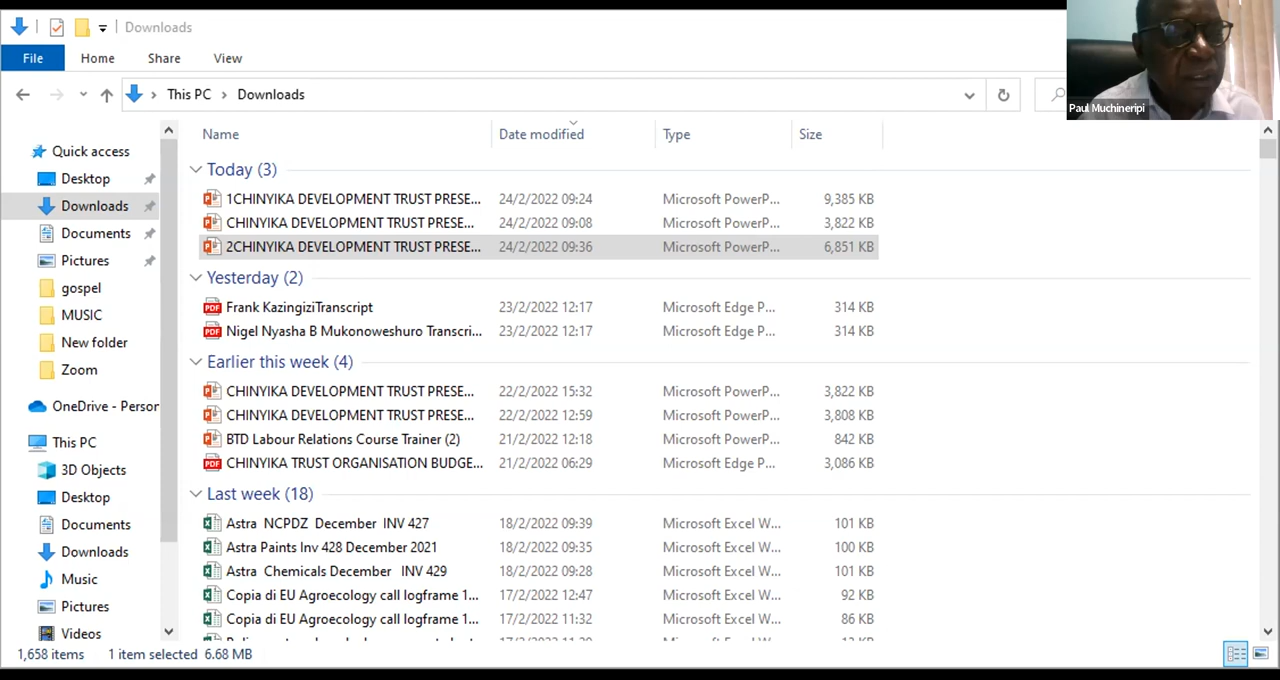 Downloads
File Home Share View
This PC Downloads
Paul Muchineripi
Name Date modified Type Size
Quick access
Desktop
Downloads
Documents
Pictures
gospel
MUSIC
New folder
Zoom
OneDrive - Person
This PC
3D Objects
Desktop
Documents
Downloads
Music
Pictures
Videos
Today (3)
1CHINYIKA DEVELOPMENT TRUST PRESE... 24/2/2022 09:24 Microsoft PowerP... 9,385 KB
CHINYIKA DEVELOPMENT TRUST PRESE... 24/2/2022 09:08 Microsoft PowerP... 3,822 KB
2CHINYIKA DEVELOPMENT TRUST PRESE... 24/2/2022 09:36 Microsoft PowerP... 6,851 KB
Yesterday (2)
Frank KazingiziTranscript 23/2/2022 12:17 Microsoft Edge P... 314 KB
Nigel Nyasha B Mukonoweshuro Transcri... 23/2/2022 12:17 Microsoft Edge P... 314 KB
Earlier this week (4)
CHINYIKA DEVELOPMENT TRUST PRESE... 22/2/2022 15:32 Microsoft PowerP... 3,822 KB
CHINYIKA DEVELOPMENT TRUST PRESE... 22/2/2022 12:59 Microsoft PowerP... 3,808 KB
BTD Labour Relations Course Trainer (2) 21/2/2022 12:18 Microsoft PowerP... 842 KB
CHINYIKA TRUST ORGANISATION BUDGE... 21/2/2022 06:29 Microsoft Edge P... 3,086 KB
Last week (18)
Astra NCPDZ December INV 427 18/2/2022 09:39 Microsoft Excel W... 101 KB
Astra Paints Inv 428 December 2021 18/2/2022 09:35 Microsoft Excel W... 100 KB
Astra Chemicals December INV 429 18/2/2022 09:28 Microsoft Excel W... 101 KB
Copia di EU Agroecology call logframe 1... 17/2/2022 12:47 Microsoft Excel W... 92 KB
Copia di EU Agroecology call logframe 1... 17/2/2022 11:32 Microsoft Excel W... 86 KB
1,658 items 1 item selected 6.68 MB